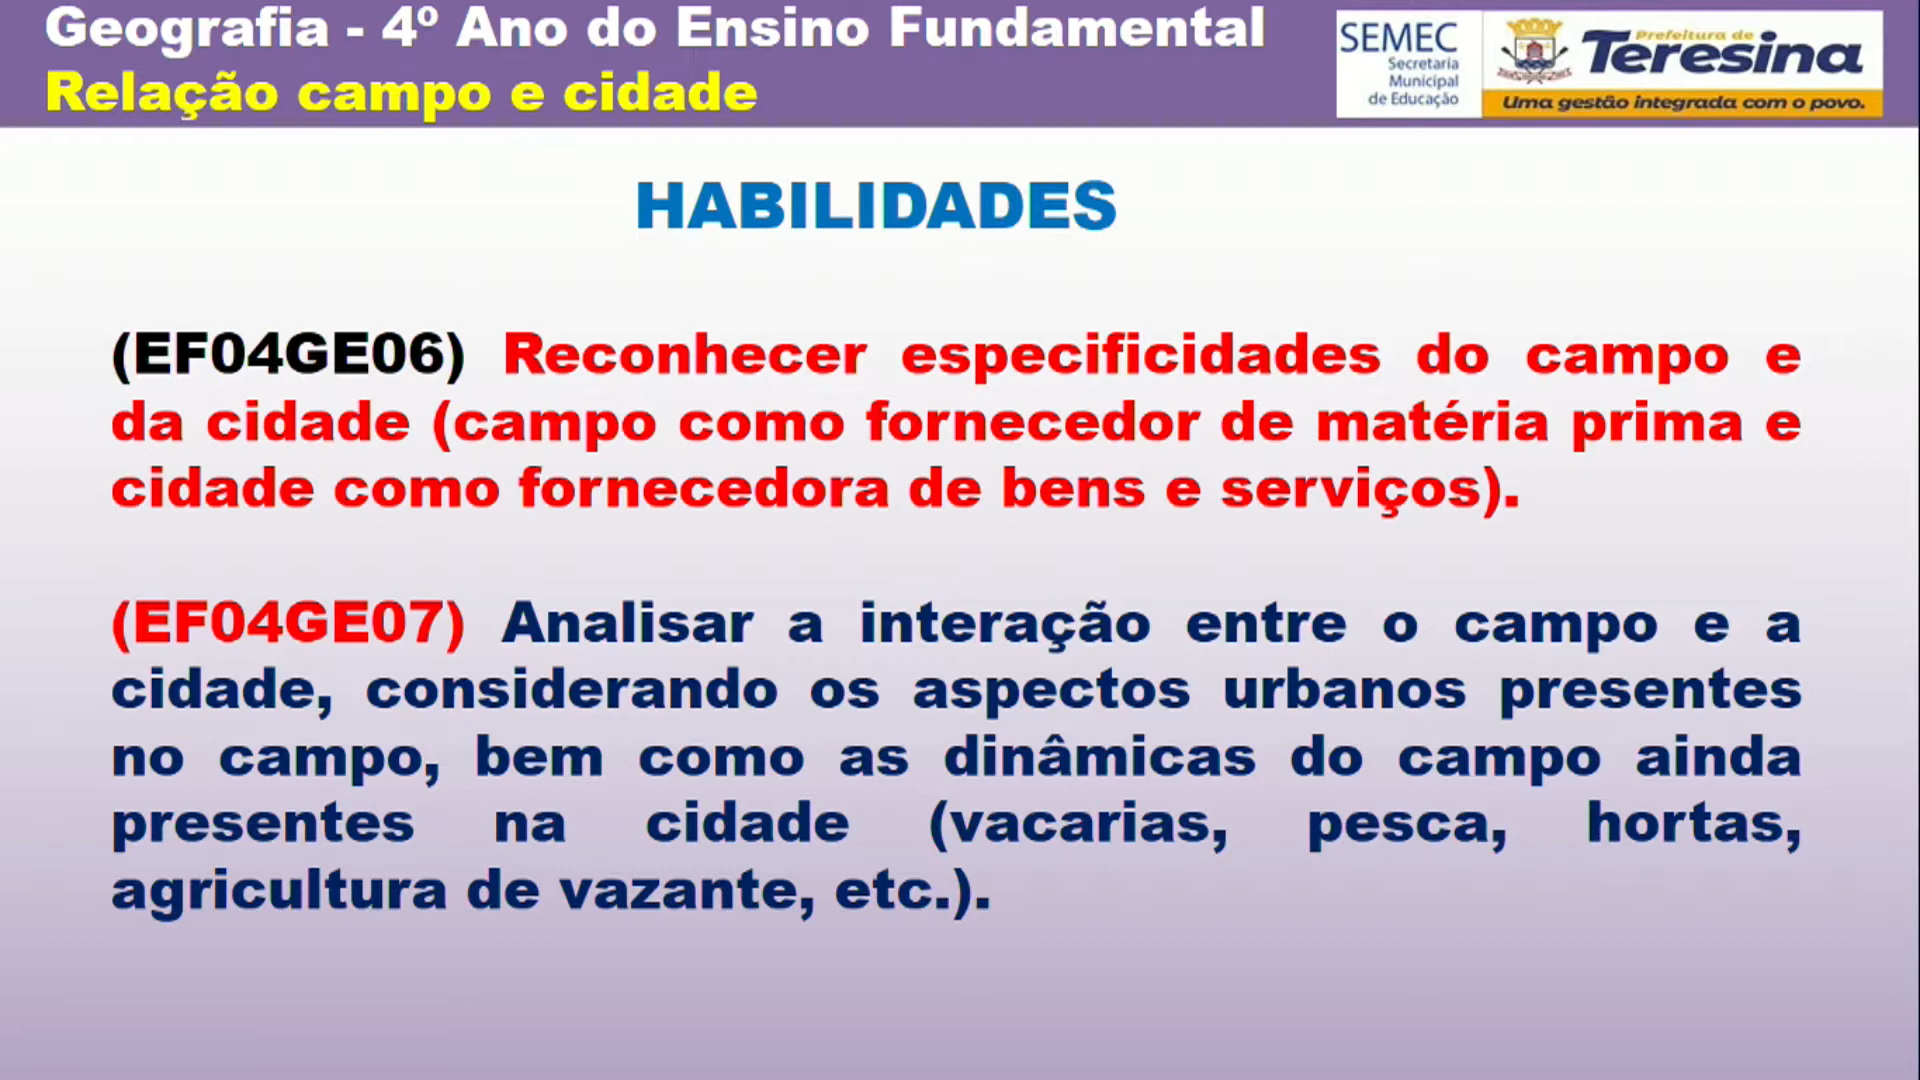 Geografia - 4º Ano do Ensino Fundamental
Relação campo e cidade
SEMEC
Secretaria
Municipal
de Educação
Prefeitura de
Teresina
Uma gestão integrada com o povo.
HABILIDADES
(EF04GE06) Reconhecer especificidades do campo e
da cidade (campo como fornecedor de matéria prima e
cidade como fornecedora de bens e serviços).
(EF04GE07) Analisar a interação entre o campo e a
cidade, considerando os aspectos urbanos presentes
no campo, bem como as dinâmicas do campo ainda
presentes na cidade (vacarias, pesca, hortas,
agricultura de vazante, etc.).